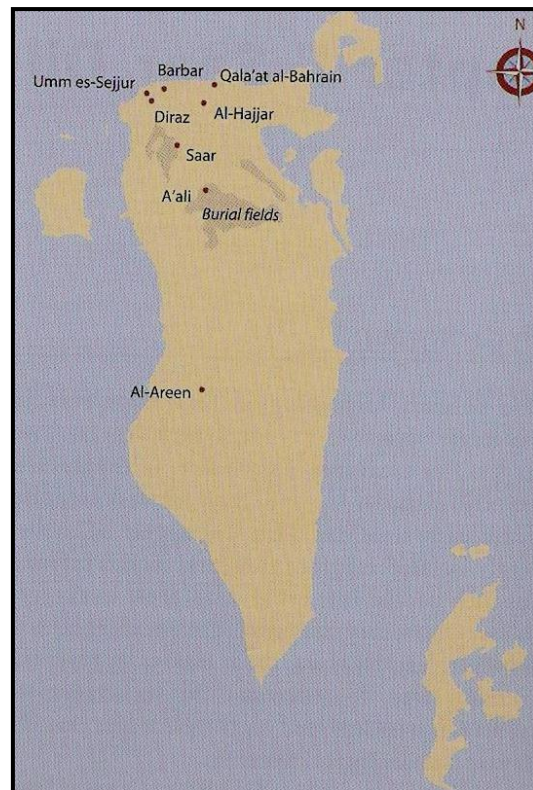 N
Barbar
Qala'at al-Bahrain
Umm es-Sejjur
Diraz
Al-Hajjar
Saar
A'ali
Burial fields
Al-Areen